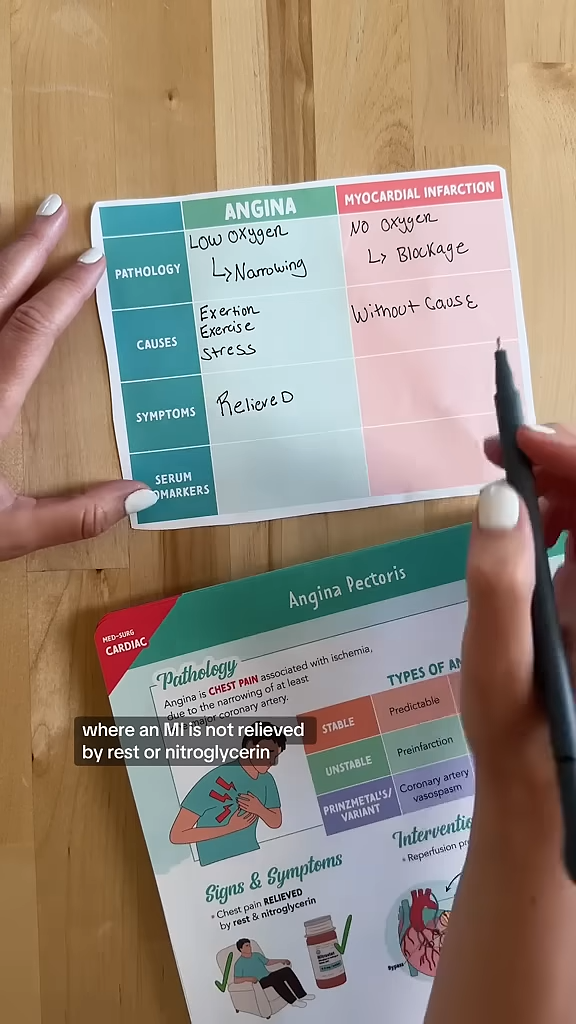 ANGINA
MYOCARDIAL INFARCTION
PATHOLOGY
LOW OXYGEN
↳Narrowing
NO OXYGEN
↳ Blockage
CAUSES
Exertion
Exercise
Stress
Without Cause
SYMPTOMS
Relieved
SERUM
MARKERS
MED-SURG
CARDIAC
Angina Pectoris
Pathology
Angina is CHEST PAIN associated with ischemia,
due to the narrowing of at least
major coronary artery.
TYPES OF AN
STABLE
Predictable
UNSTABLE
Preinfarction
PRINZMETAL'S/
VARIANT
Coronary artery
vasospasm
where an MI is not relieved
by rest or nitroglycerin
Signs & Symptoms
• Chest pain RELIEVED
by rest & nitroglycerin
Interventio
• Reperfusion pr